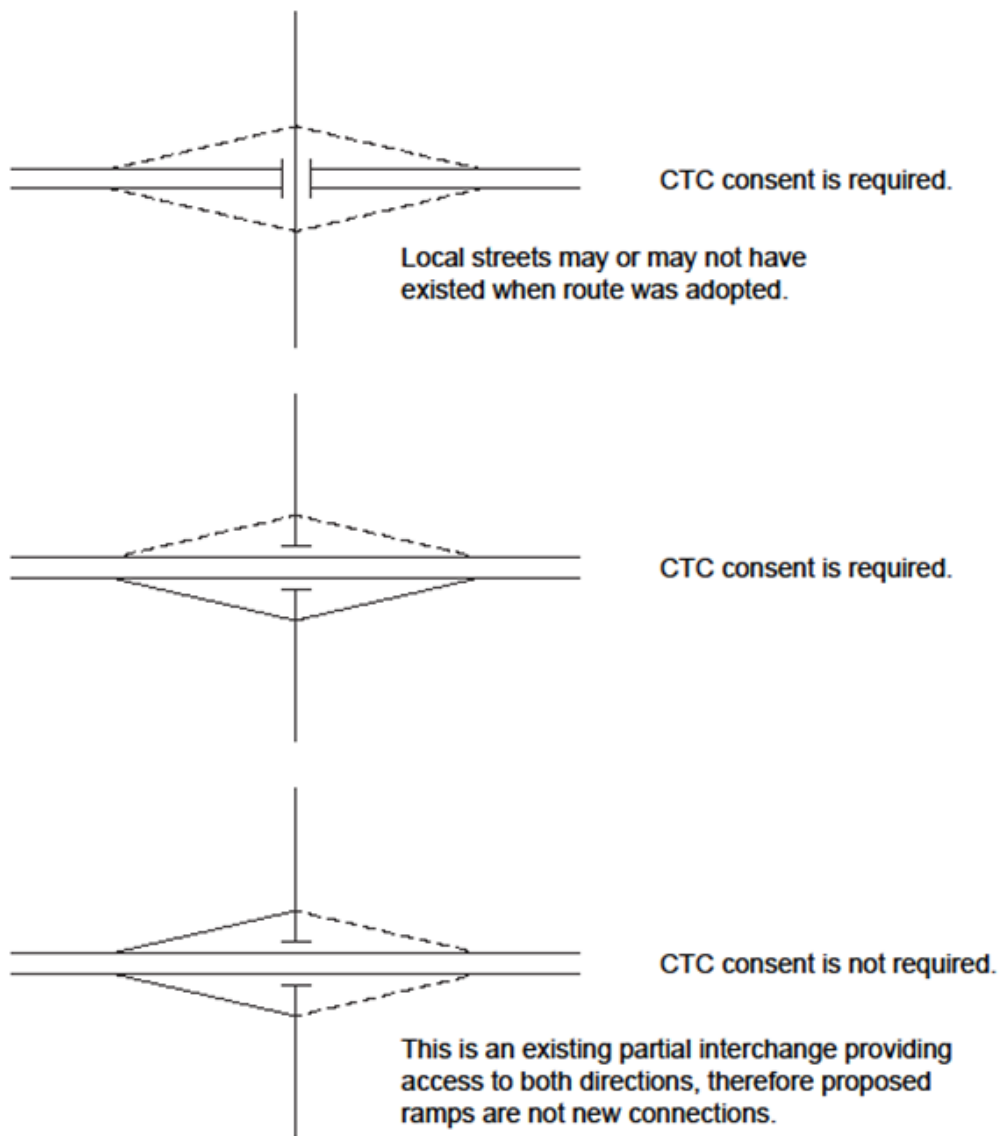 CTC consent is required.
Local streets may or may not have
existed when route was adopted.
CTC consent is required.
CTC consent is not required.
This is an existing partial interchange providing
access to both directions, therefore proposed
ramps are not new connections.